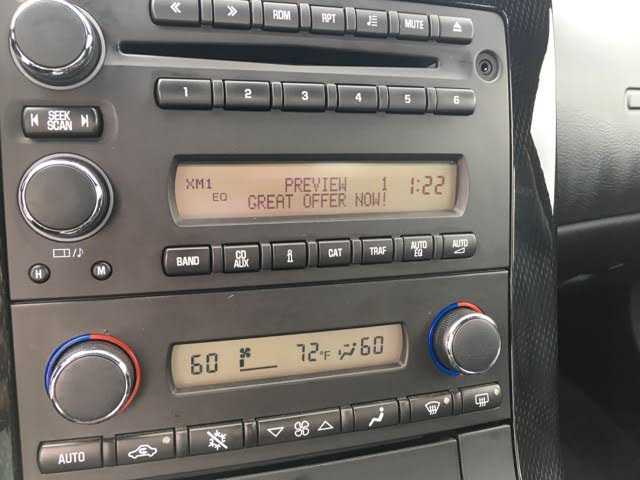 RDM RPT MUTE
1 2 3 4 5 6
SEEK
SCAN
XM1 PREVIEW 1 1:22
EQ GREAT OFFER NOW!
BAND CD AUX i CAT TRAF AUTO EQ AUTO
H M
60 72°F 60
AUTO